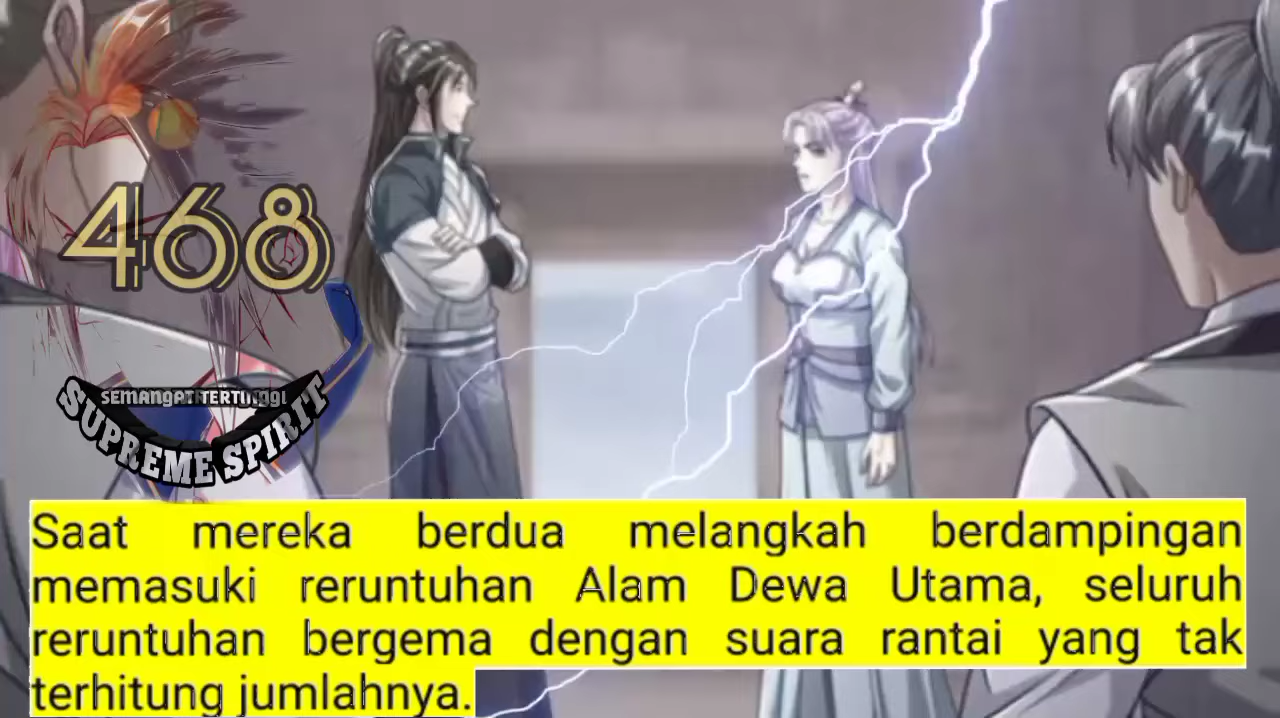 468
SEMANGAT TERTINGGI
SUPREME SPIRIT
Saat mereka berdua melangkah berdampingan
memasuki reruntuhan Alam Dewa Utama, seluruh
reruntuhan bergema dengan suara rantai yang tak
terhitung jumlahnya.